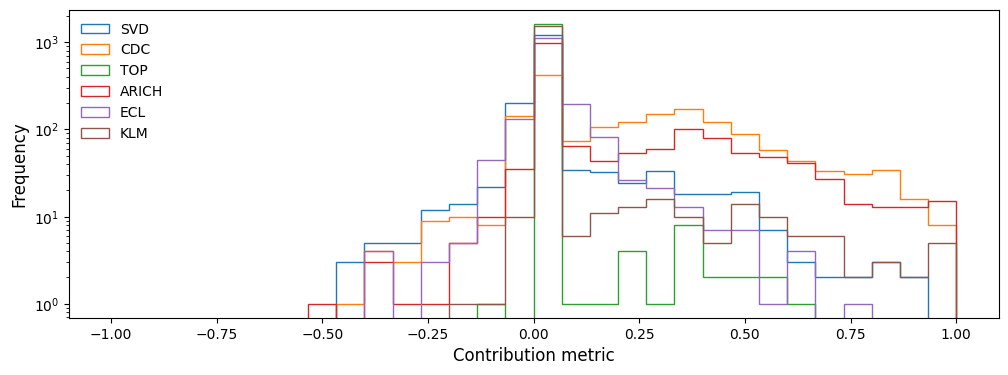 SVD
CDC
TOP
ARICH
ECL
KLM
Frequency
10³
10²
10¹
10⁰
−1.00 −0.75 −0.50 −0.25 0.00 0.25 0.50 0.75 1.00
Contribution metric